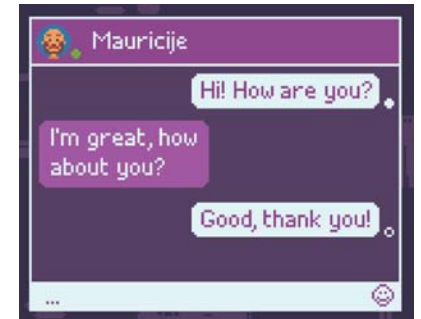 Mauricije
Hi! How are you?
I'm great, how
about you?
Good, thank you!
...